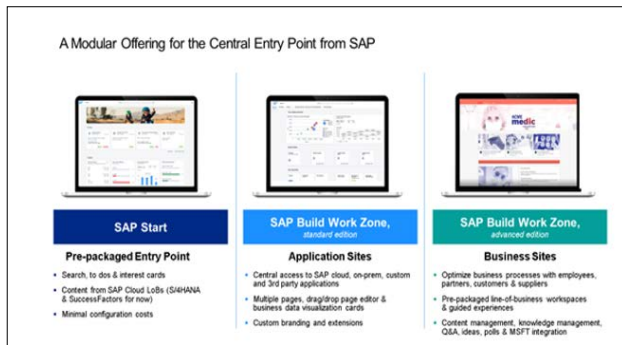 A Modular Offering for the Central Entry Point from SAP
medic
SAP Start
Pre-packaged Entry Point
• Search, to dos & interest cards
• Content from SAP Cloud LoBs (S/4HANA
& SuccessFactors for now)
• Minimal configuration costs
SAP Build Work Zone,
standard edition
Application Sites
• Central access to SAP cloud, on-prem, custom
and 3rd party applications
• Multiple pages, drag/drop page editor &
business data visualization cards
• Custom branding and extensions
SAP Build Work Zone,
advanced edition
Business Sites
• Optimize business processes with employees,
partners, customers & suppliers
• Pre-packaged line-of-business workspaces
& guided experiences
• Content management, knowledge management,
Q&A, ideas, polls & MSFT integration